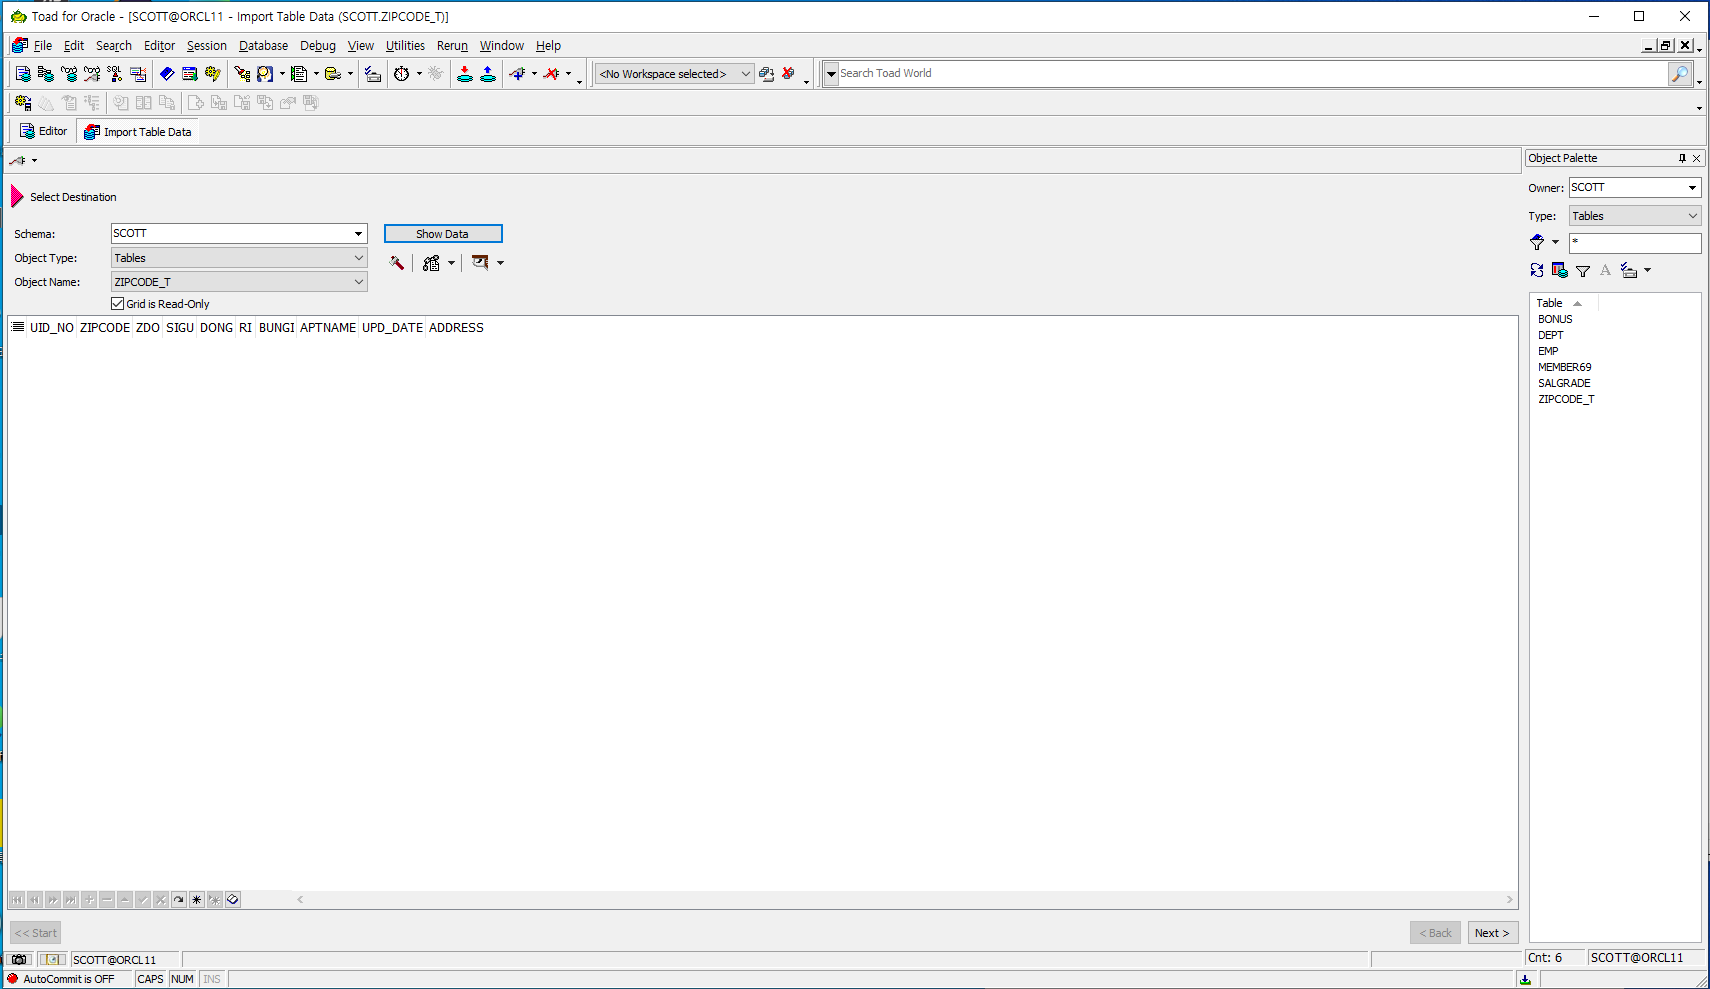 Toad for Oracle - [SCOTT@ORCL11 - Import Table Data (SCOTT.ZIPCODE_T)]
File Edit Search Editor Session Database Debug View Utilities Rerun Window Help
SQL <No Workspace selected> Search Toad World
Editor Import Table Data
Object Palette
Select Destination
Owner: SCOTT
Type: Tables
*
Schema: SCOTT Show Data
Object Type: Tables
Object Name: ZIPCODE_T
Grid is Read-Only
UID_NO ZIPCODE ZDO SIGU DONG RI BUNGI APTNAME UPD_DATE ADDRESS
Table
BONUS
DEPT
EMP
MEMBER69
SALGRADE
ZIPCODE_T
<< Start < Back Next >
SCOTT@ORCL11 Cnt: 6 SCOTT@ORCL11
AutoCommit is OFF CAPS NUM INS